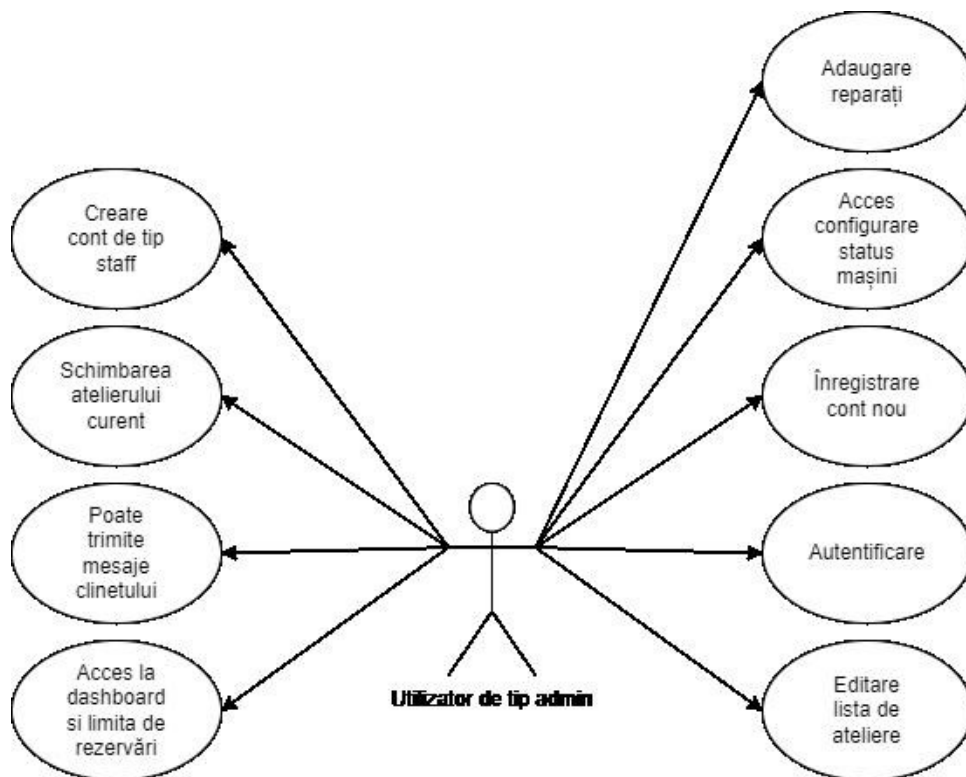 Adaugare
reparați
Creare
cont de tip
staff
Acces
configurare
status
mașini
Schimbarea
atelierului
curent
Înregistrare
cont nou
Poate
trimite
mesaje
clinetului
Autentificare
Acces la
dashboard
si limita de
rezervări
Utilizator de tip admin
Editare
lista de
ateliere